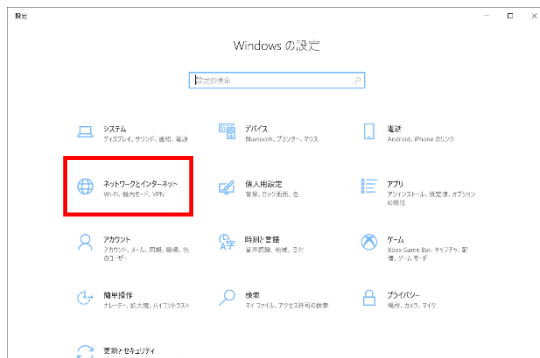 設定
Windows の設定
設定の検索
システム
ディスプレイ、サウンド、通知、電源
デバイス
Bluetooth、プリンター、マウス
電話
Android、iPhone のリンク
ネットワークとインターネット
Wi-Fi、機内モード、VPN
個人用設定
背景、ロック画面、色
アプリ
アンインストール、既定値、オプション
の機能
アカウント
アカウント、メール、同期、職場、他
のユーザー
時刻と言語
音声認識、地域、日付
ゲーム
Xbox Game Bar、キャプチャ、配
信、ゲーム モード
簡単操作
ナレーター、拡大鏡、ハイコントラスト
検索
マイ ファイル、アクセス許可の検索
プライバシー
場所、カメラ、マイク
更新とセキュリティ